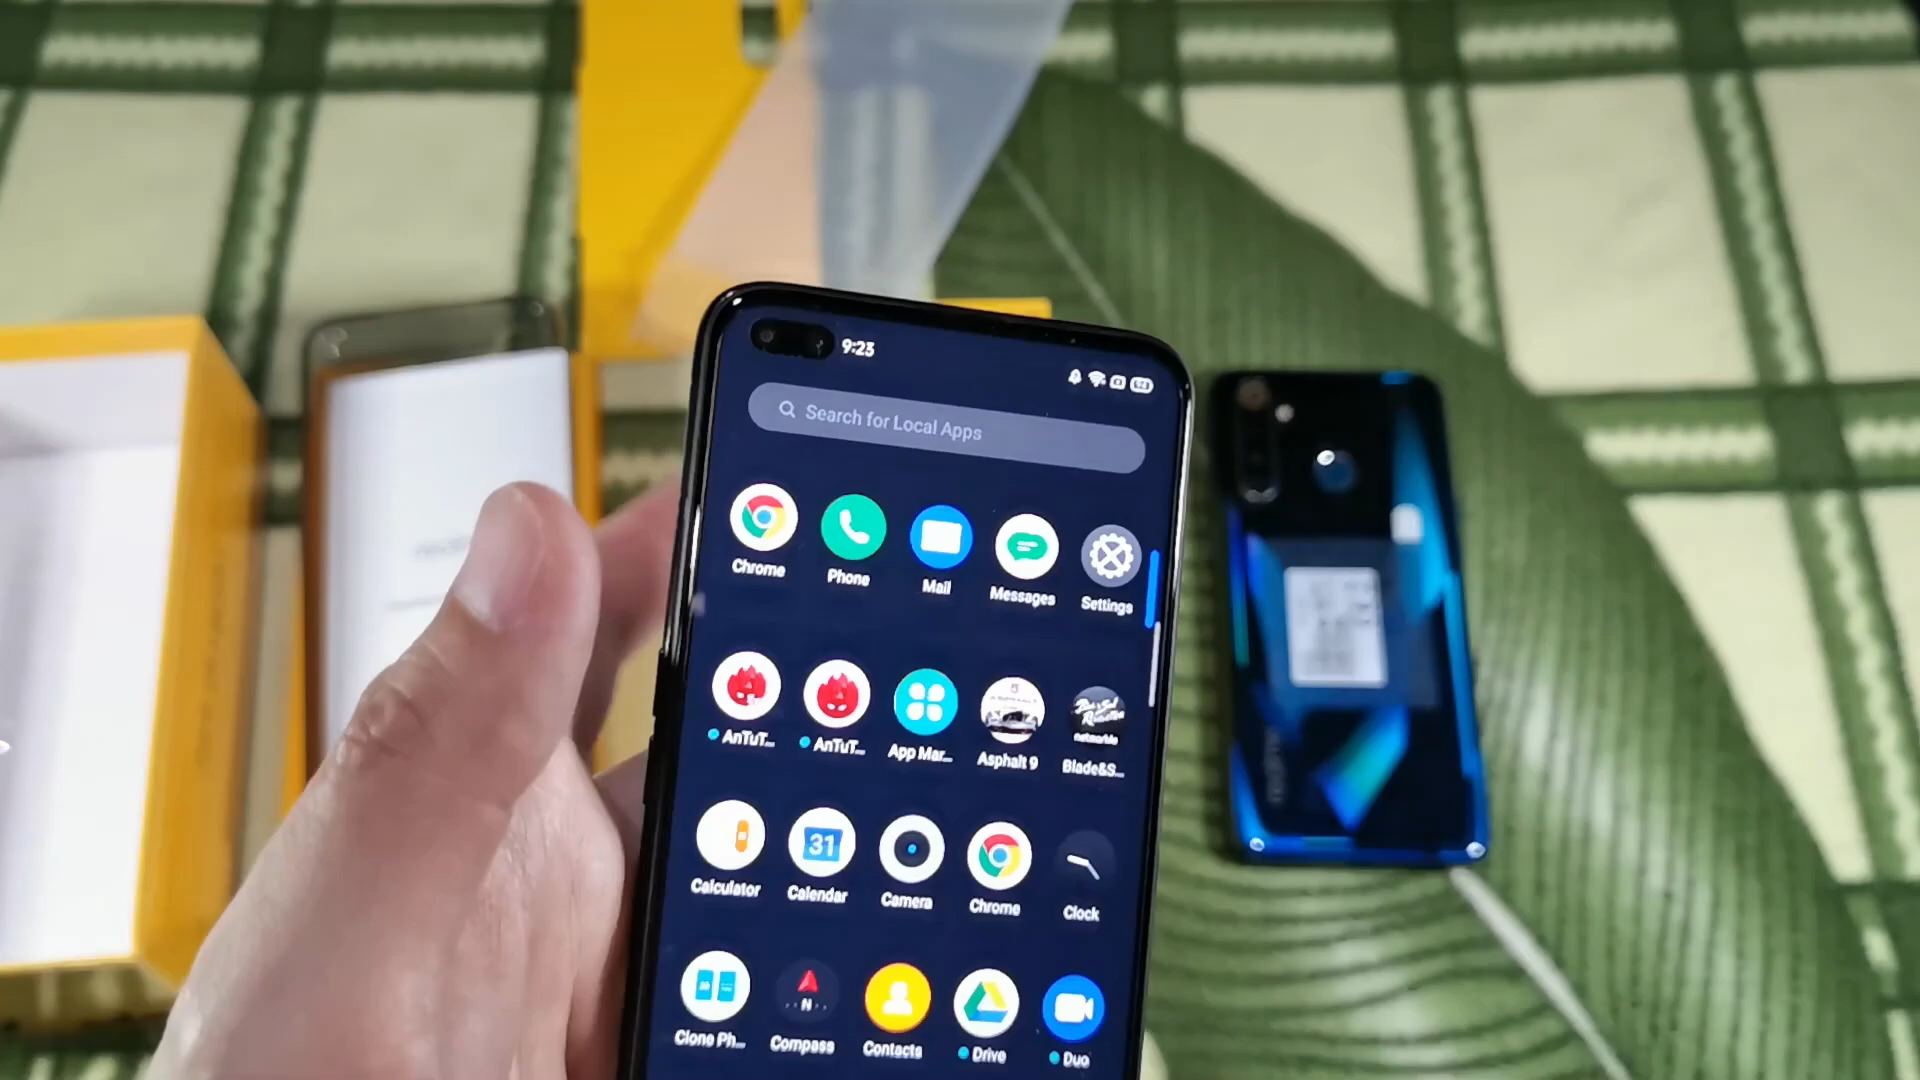 9:23
Search for Local Apps
Chrome
Phone
Mail
Messages
Settings
AnTuT...
AnTuT...
App Mar...
Asphalt 9
Blade&S...
Calculator
31
Calendar
Camera
Chrome
Clock
Clone Ph...
N
Compass
Contacts
Drive
Duo
realme